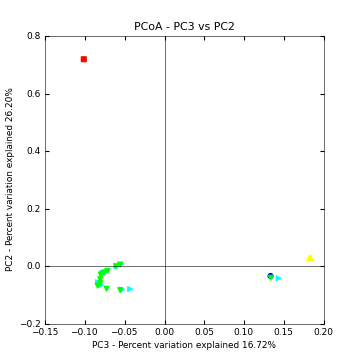 PCoA - PC3 vs PC2
PC2 - Percent variation explained 26.20%
0.8
0.6
0.4
0.2
0.0
−0.2
−0.15 −0.10 −0.05 0.00 0.05 0.10 0.15 0.20
PC3 - Percent variation explained 16.72%